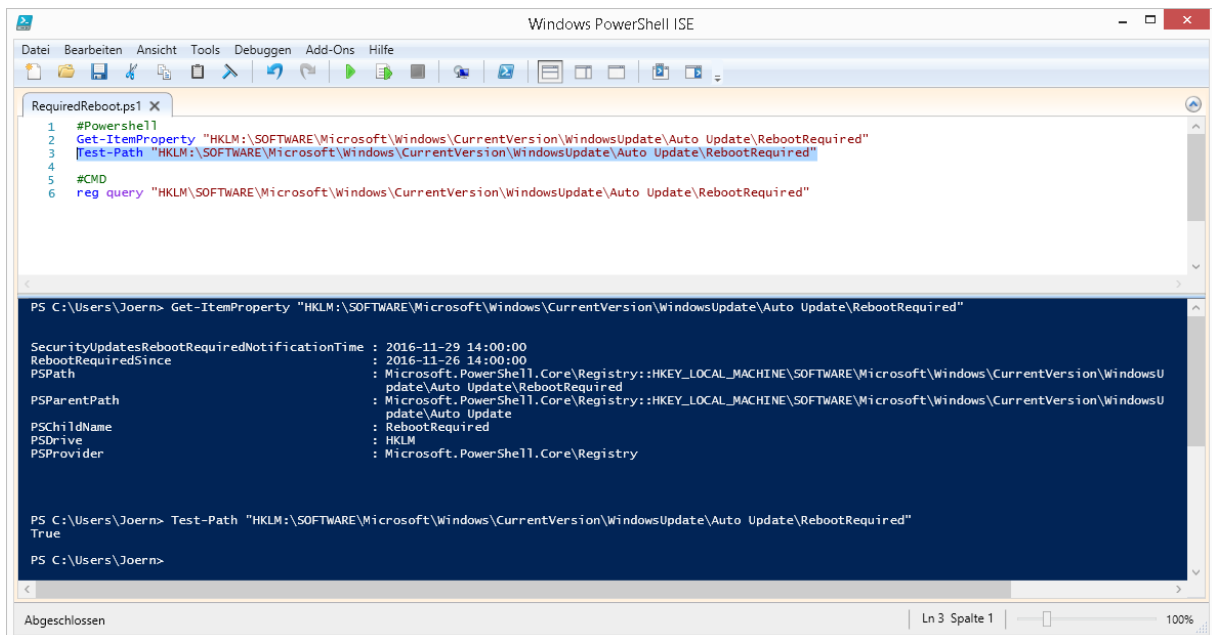 Windows PowerShell ISE
Datei Bearbeiten Ansicht Tools Debuggen Add-Ons Hilfe
RequiredReboot.ps1
1 #Powershell
2 Get-ItemProperty "HKLM:\SOFTWARE\Microsoft\Windows\CurrentVersion\WindowsUpdate\Auto Update\RebootRequired"
3 Test-Path "HKLM:\SOFTWARE\Microsoft\Windows\CurrentVersion\WindowsUpdate\Auto Update\RebootRequired"
4
5 #CMD
6 reg query "HKLM\SOFTWARE\Microsoft\Windows\CurrentVersion\WindowsUpdate\Auto Update\RebootRequired"
PS C:\Users\Joern> Get-ItemProperty "HKLM:\SOFTWARE\Microsoft\Windows\CurrentVersion\WindowsUpdate\Auto Update\RebootRequired"
SecurityUpdatesRebootRequiredNotificationTime : 2016-11-29 14:00:00
RebootRequiredSince : 2016-11-26 14:00:00
PSPath : Microsoft.PowerShell.Core\Registry::HKEY_LOCAL_MACHINE\SOFTWARE\Microsoft\Windows\CurrentVersion\WindowsU
pdate\Auto Update\RebootRequired
PSParentPath : Microsoft.PowerShell.Core\Registry::HKEY_LOCAL_MACHINE\SOFTWARE\Microsoft\Windows\CurrentVersion\WindowsU
pdate\Auto Update
PSChildName : RebootRequired
PSDrive : HKLM
PSProvider : Microsoft.PowerShell.Core\Registry
PS C:\Users\Joern> Test-Path "HKLM:\SOFTWARE\Microsoft\Windows\CurrentVersion\WindowsUpdate\Auto Update\RebootRequired"
True
PS C:\Users\Joern>
Abgeschlossen Ln 3 Spalte 1 100%